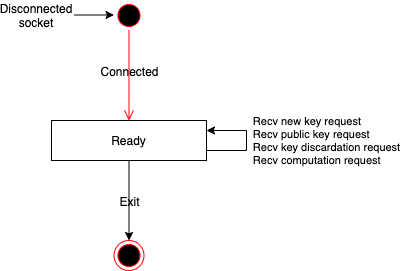 Disconnected
socket
Connected
Recv new key request
Recv public key request
Ready
Recv key discardation request
Recv computation request
Exit